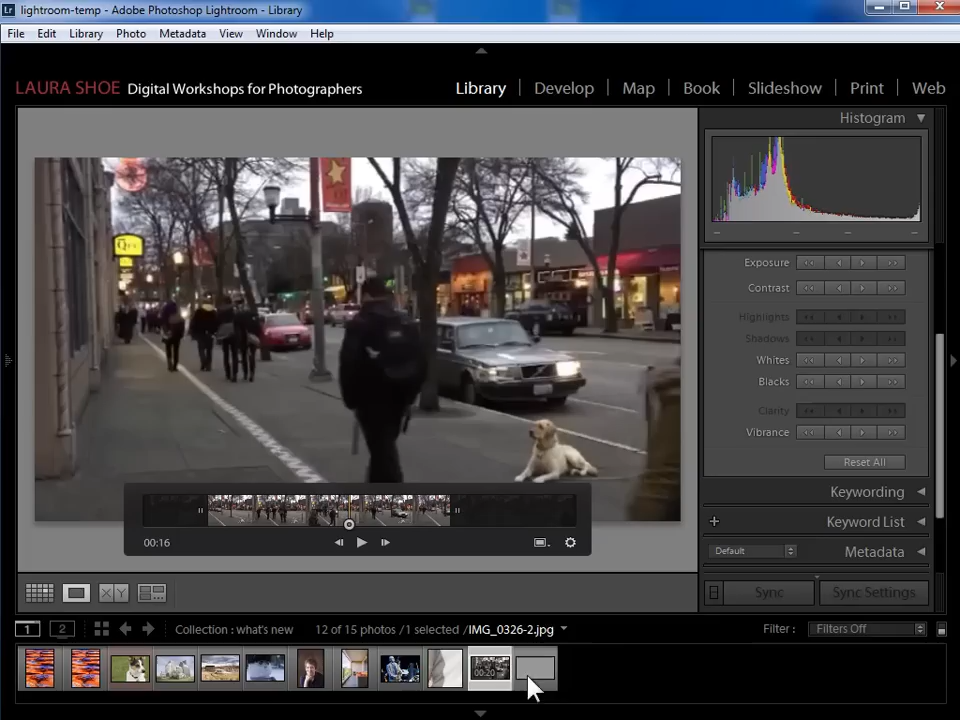 lightroom-temp - Adobe Photoshop Lightroom - Library
File Edit Library Photo Metadata View Window Help
LAURA SHOE Digital Workshops for Photographers
Library Develop Map Book Slideshow Print Web
Histogram
Exposure
Contrast
Highlights
Shadows
Whites
Blacks
Clarity
Vibrance
Reset All
Keywording
Keyword List
Default Metadata
00:16
X Y
Sync Sync Settings
1 2 Collection : what's new 12 of 15 photos /1 selected /IMG_0326-2.jpg Filter : Filters Off
00:20